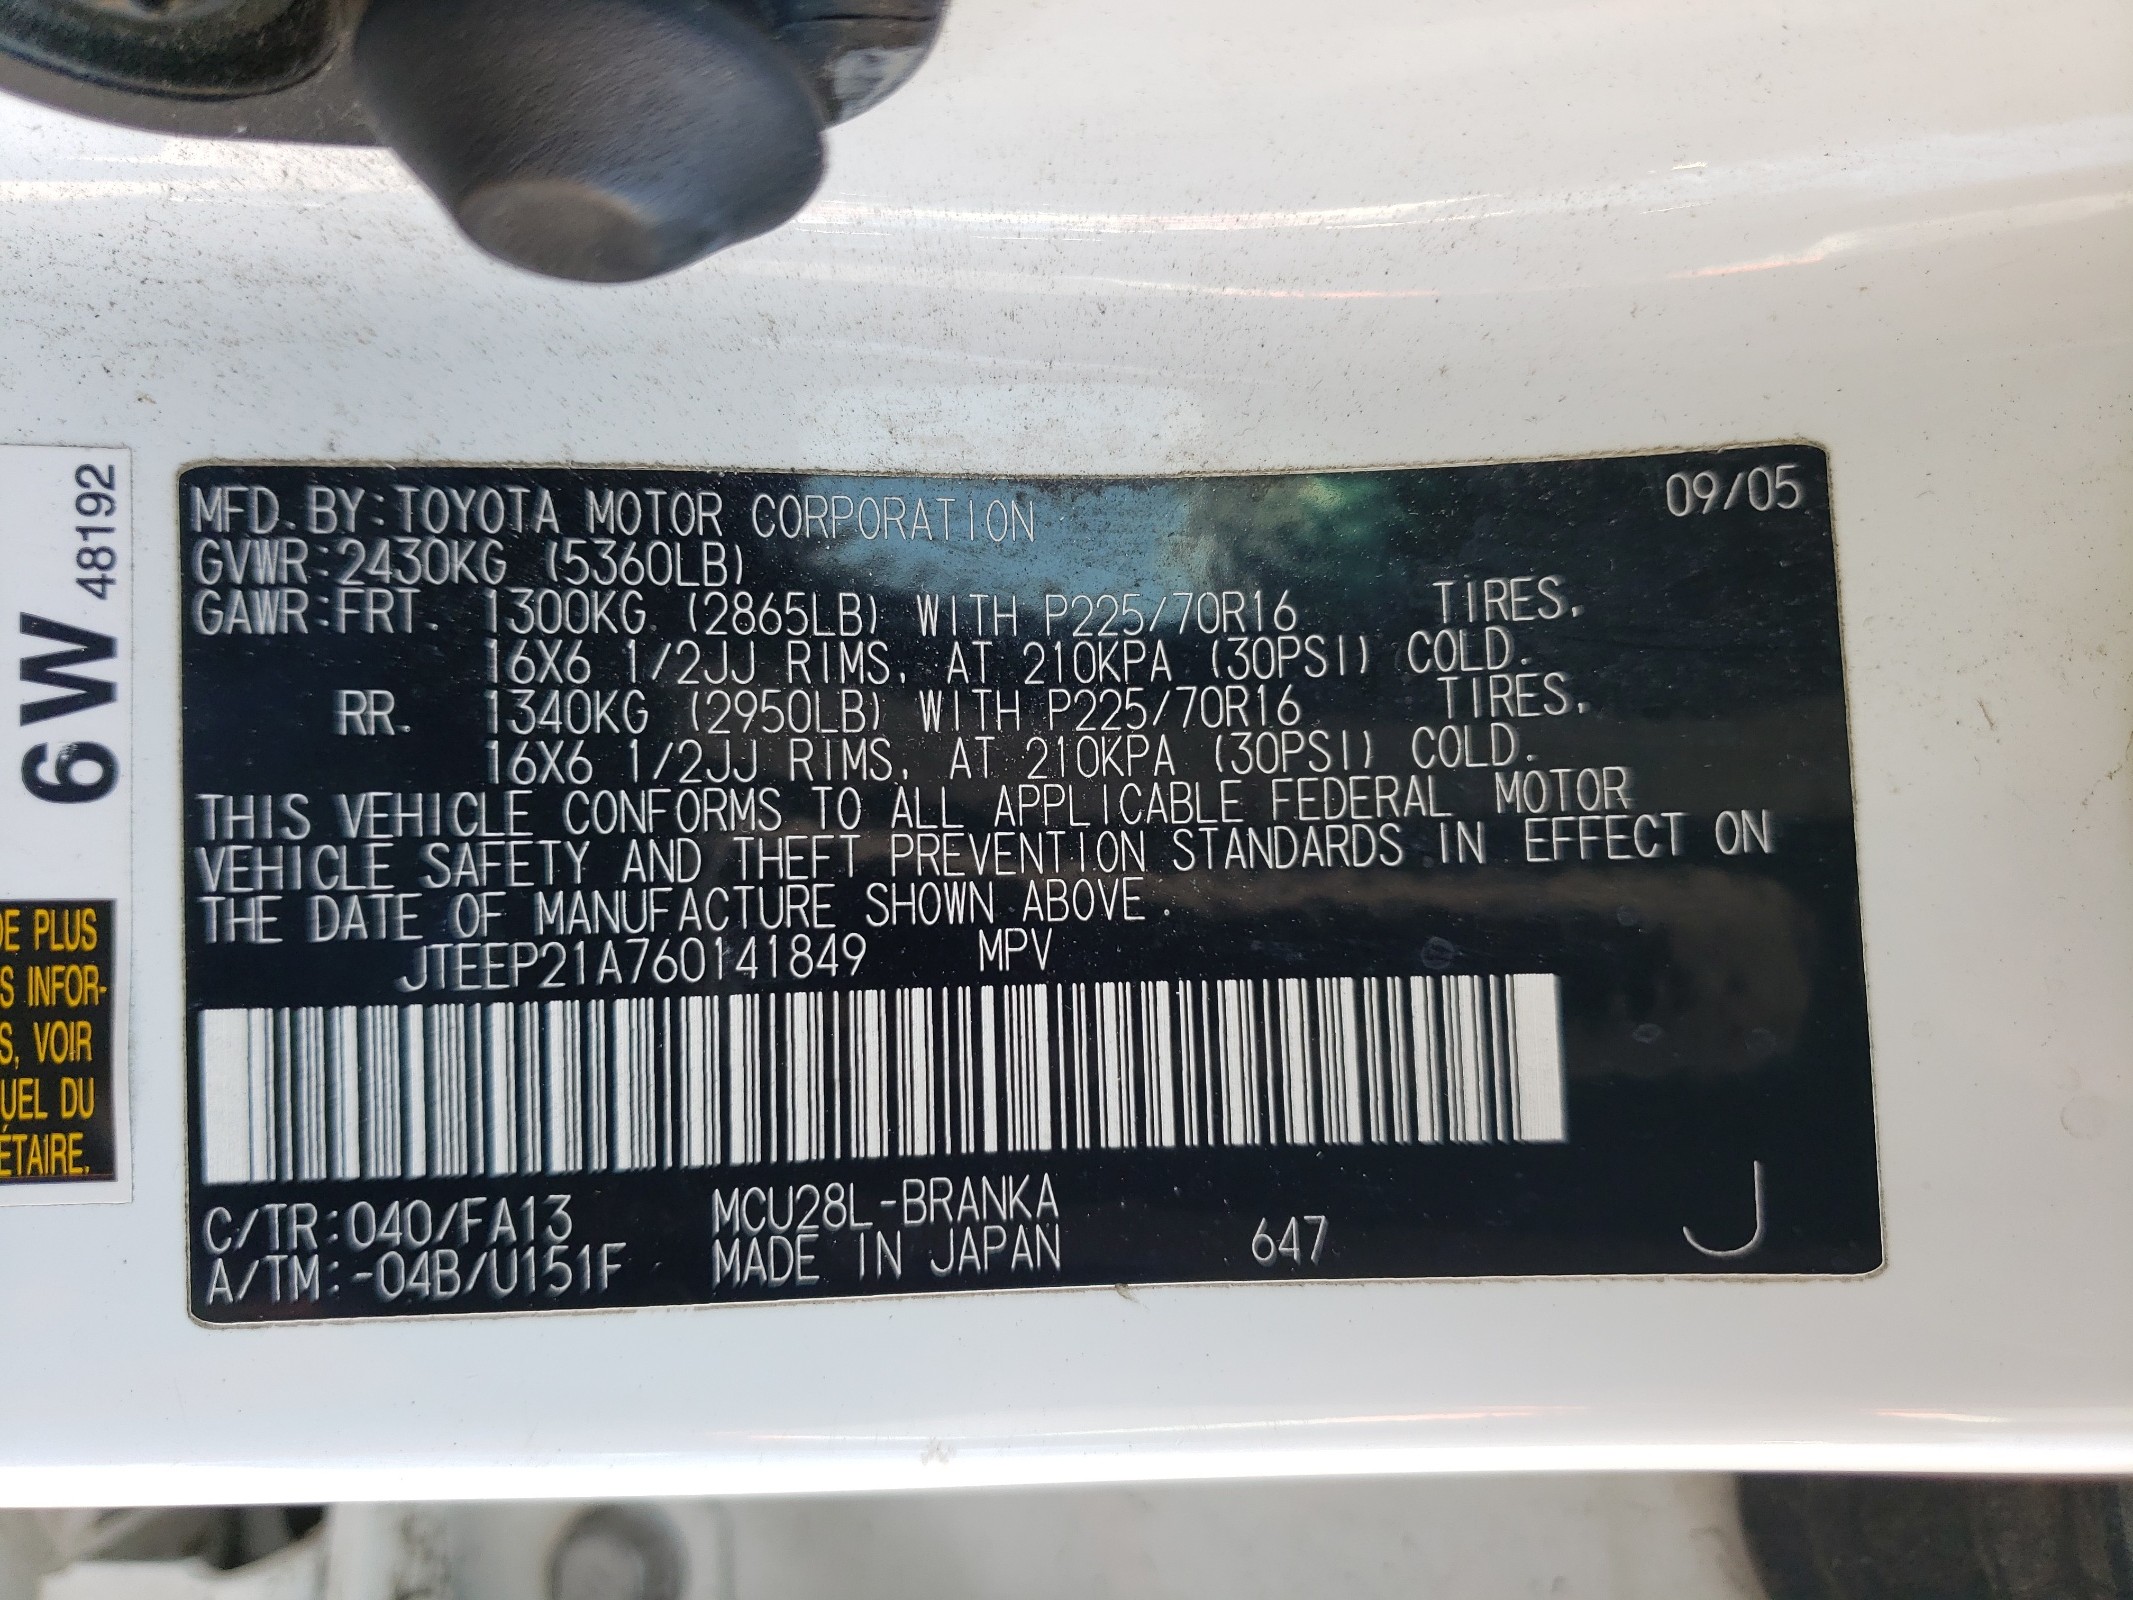 MFD. BY:TOYOTA MOTOR CORPORATION 09/05
GVWR:2430KG (5360LB)
GAWR:FRT. 1300KG (2865LB) WITH P225/70R16 TIRES,
16X6 1/2JJ RIMS, AT 210KPA (30PSI) COLD.
RR. 1340KG (2950LB) WITH P225/70R16 TIRES,
16X6 1/2JJ RIMS, AT 210KPA (30PSI) COLD.
THIS VEHICLE CONFORMS TO ALL APPLICABLE FEDERAL MOTOR
VEHICLE SAFETY AND THEFT PREVENTION STANDARDS IN EFFECT ON
THE DATE OF MANUFACTURE SHOWN ABOVE.
JTEEP21A760141849 MPV
C/TR:040/FA13 MCU28L-BRANKA
A/TM:-04B/U151F MADE IN JAPAN 647 J
6W 48192
DE PLUS
S INFOR-
S, VOIR
UEL DU
ÉTAIRE.